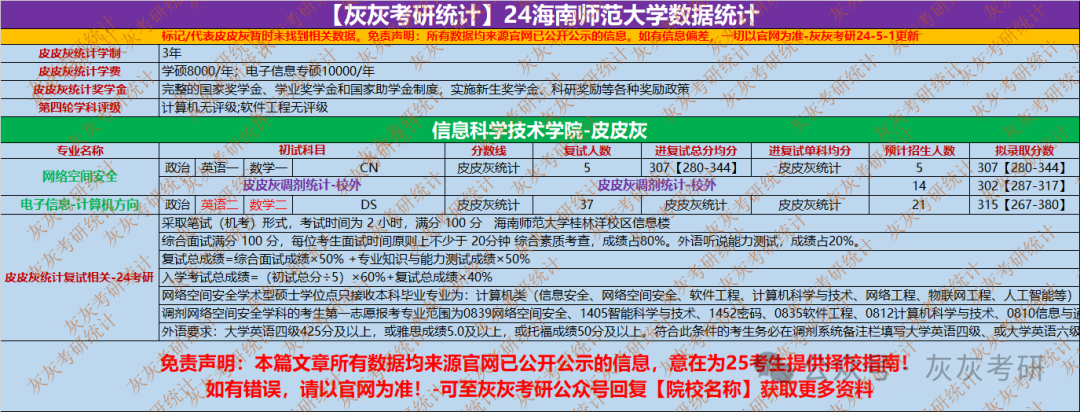 【灰灰考研统计】24海南师范大学数据统计
标记/代表皮皮灰暂时未找到相关数据。免责声明：所有数据均来源官网已公开公示的信息。如有信息偏差，一切以官网为准-灰灰考研24-5-1更新
皮皮灰统计学制 3年
皮皮灰统计学费 学硕8000/年；电子信息专硕10000/年
皮皮灰统计奖学金 完整的国家奖学金、学业奖学金和国家助学金制度，实施新生奖学金、科研奖励等各种奖励政策
第四轮学科评级 计算机无评级;软件工程无评级
信息科学技术学院-皮皮灰
专业名称 初试科目 分数线 复试人数 进复试总分均分 进复试单科均分 预计招生人数 拟录取分数
网络空间安全 政治 英语一 数学一 CN 皮皮灰统计 5 307【280-344】 皮皮灰统计 5 307【280-344】
皮皮灰调剂统计-校外 皮皮灰调剂统计-校外 14 302【287-317】
电子信息-计算机方向 政治 英语二 数学二 DS 皮皮灰统计 37 皮皮灰统计 皮皮灰统计 21 315【267-380】
皮皮灰统计复试相关-24考研
采取笔试（机考）形式，考试时间为 2 小时，满分 100 分 海南师范大学桂林洋校区信息楼
综合面试满分 100 分，每位考生面试时间原则上不少于 20分钟 综合素质考查，成绩占80%。外语听说能力测试，成绩占20%。
复试总成绩=综合面试成绩×50% +专业知识与能力测试成绩×50%
入学考试总成绩=（初试总分÷5）×60%+复试总成绩×40%
网络空间安全学术型硕士学位点只接收本科毕业专业为：计算机类（信息安全、网络空间安全、软件工程、计算机科学与技术、网络工程、物联网工程、人工智能等）
调剂网络空间安全学科的考生第一志愿报考专业范围为0839网络空间安全、1405智能科学与技术、1452密码、0835软件工程、0812计算机科学与技术、0810信息与通
外语要求：大学英语四级425分及以上，或雅思成绩5.0及以上，或托福成绩50分及以上。符合此条件的考生务必在调剂系统备注栏填写大学英语四级、或大学英语六级
免责声明：本篇文章所有数据均来源官网已公开公示的信息，意在为25考生提供择校指南！
如有错误，请以官网为准！-可至灰灰考研公众号回复【院校名称】获取更多资料
公众号 灰灰考研
灰灰考研统计